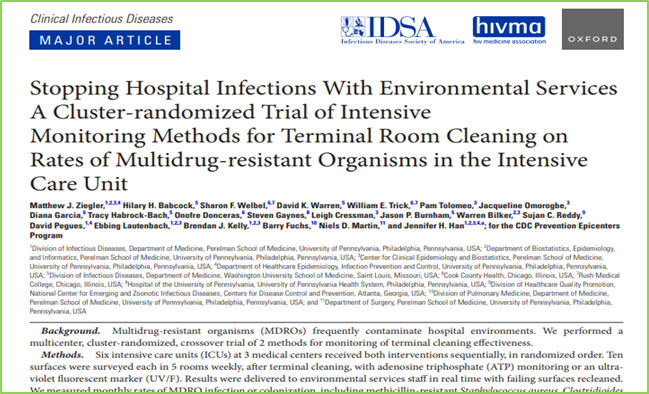 Clinical Infectious Diseases
MAJOR ARTICLE
IDSA
Infectious Diseases Society of America
hivma
hiv medicine association
OXFORD
Stopping Hospital Infections With Environmental Services
A Cluster-randomized Trial of Intensive
Monitoring Methods for Terminal Room Cleaning on
Rates of Multidrug-resistant Organisms in the Intensive
Care Unit
Matthew J. Ziegler,1,2,3,4 Hilary H. Babcock,5 Sharon F. Welbel,6,7 David K. Warren,5 William E. Trick,6,7 Pam Tolomeo,3 Jacqueline Omorogbe,3
Diana Garcia,6 Tracy Habrock-Bach,5 Onofre Donceras,6 Steven Gaynes,8 Leigh Cressman,3 Jason P. Burnham,5 Warren Bilker,2,3 Sujan C. Reddy,9
David Pegues,1,4 Ebbing Lautenbach,1,2,3 Brendan J. Kelly,1,2,3 Barry Fuchs,10 Niels D. Martin,11 and Jennifer H. Han1,2,3,4,a; for the CDC Prevention Epicenters
Program
1Division of Infectious Diseases, Department of Medicine, Perelman School of Medicine, University of Pennsylvania, Philadelphia, Pennsylvania, USA; 2Department of Biostatistics, Epidemiology,
and Informatics, Perelman School of Medicine, University of Pennsylvania, Philadelphia, Pennsylvania, USA; 3Center for Clinical Epidemiology and Biostatistics, Perelman School of Medicine,
University of Pennsylvania, Philadelphia, Pennsylvania, USA; 4Department of Healthcare Epidemiology, Infection Prevention and Control, University of Pennsylvania, Philadelphia, Pennsylvania,
USA; 5Division of Infectious Diseases, Department of Medicine, Washington University School of Medicine, Saint Louis, Missouri, USA; 6Cook County Health, Chicago, Illinois, USA; 7Rush Medical
College, Chicago, Illinois, USA; 8Hospital of the University of Pennsylvania, University of Pennsylvania Health System, Philadelphia, Pennsylvania, USA; 9Division of Healthcare Quality Promotion,
National Center for Emerging and Zoonotic Infectious Diseases, Centers for Disease Control and Prevention, Atlanta, Georgia, USA; 10Division of Pulmonary Medicine, Department of Medicine,
Perelman School of Medicine, University of Pennsylvania, Philadelphia, Pennsylvania, USA; and 11Department of Surgery, Perelman School of Medicine, University of Pennsylvania, Philadelphia,
Pennsylvania, USA
Background. Multidrug-resistant organisms (MDROs) frequently contaminate hospital environments. We performed a
multicenter, cluster-randomized, crossover trial of 2 methods for monitoring of terminal cleaning effectiveness.
Methods. Six intensive care units (ICUs) at 3 medical centers received both interventions sequentially, in randomized order. Ten
surfaces were surveyed each in 5 rooms weekly, after terminal cleaning, with adenosine triphosphate (ATP) monitoring or an ultra-
violet fluorescent marker (UV/F). Results were delivered to environmental services staff in real time with failing surfaces recleaned.
We measured monthly rates of MDRO infection or colonization, including methicillin-resistant Staphylococcus aureus, Clostridioides